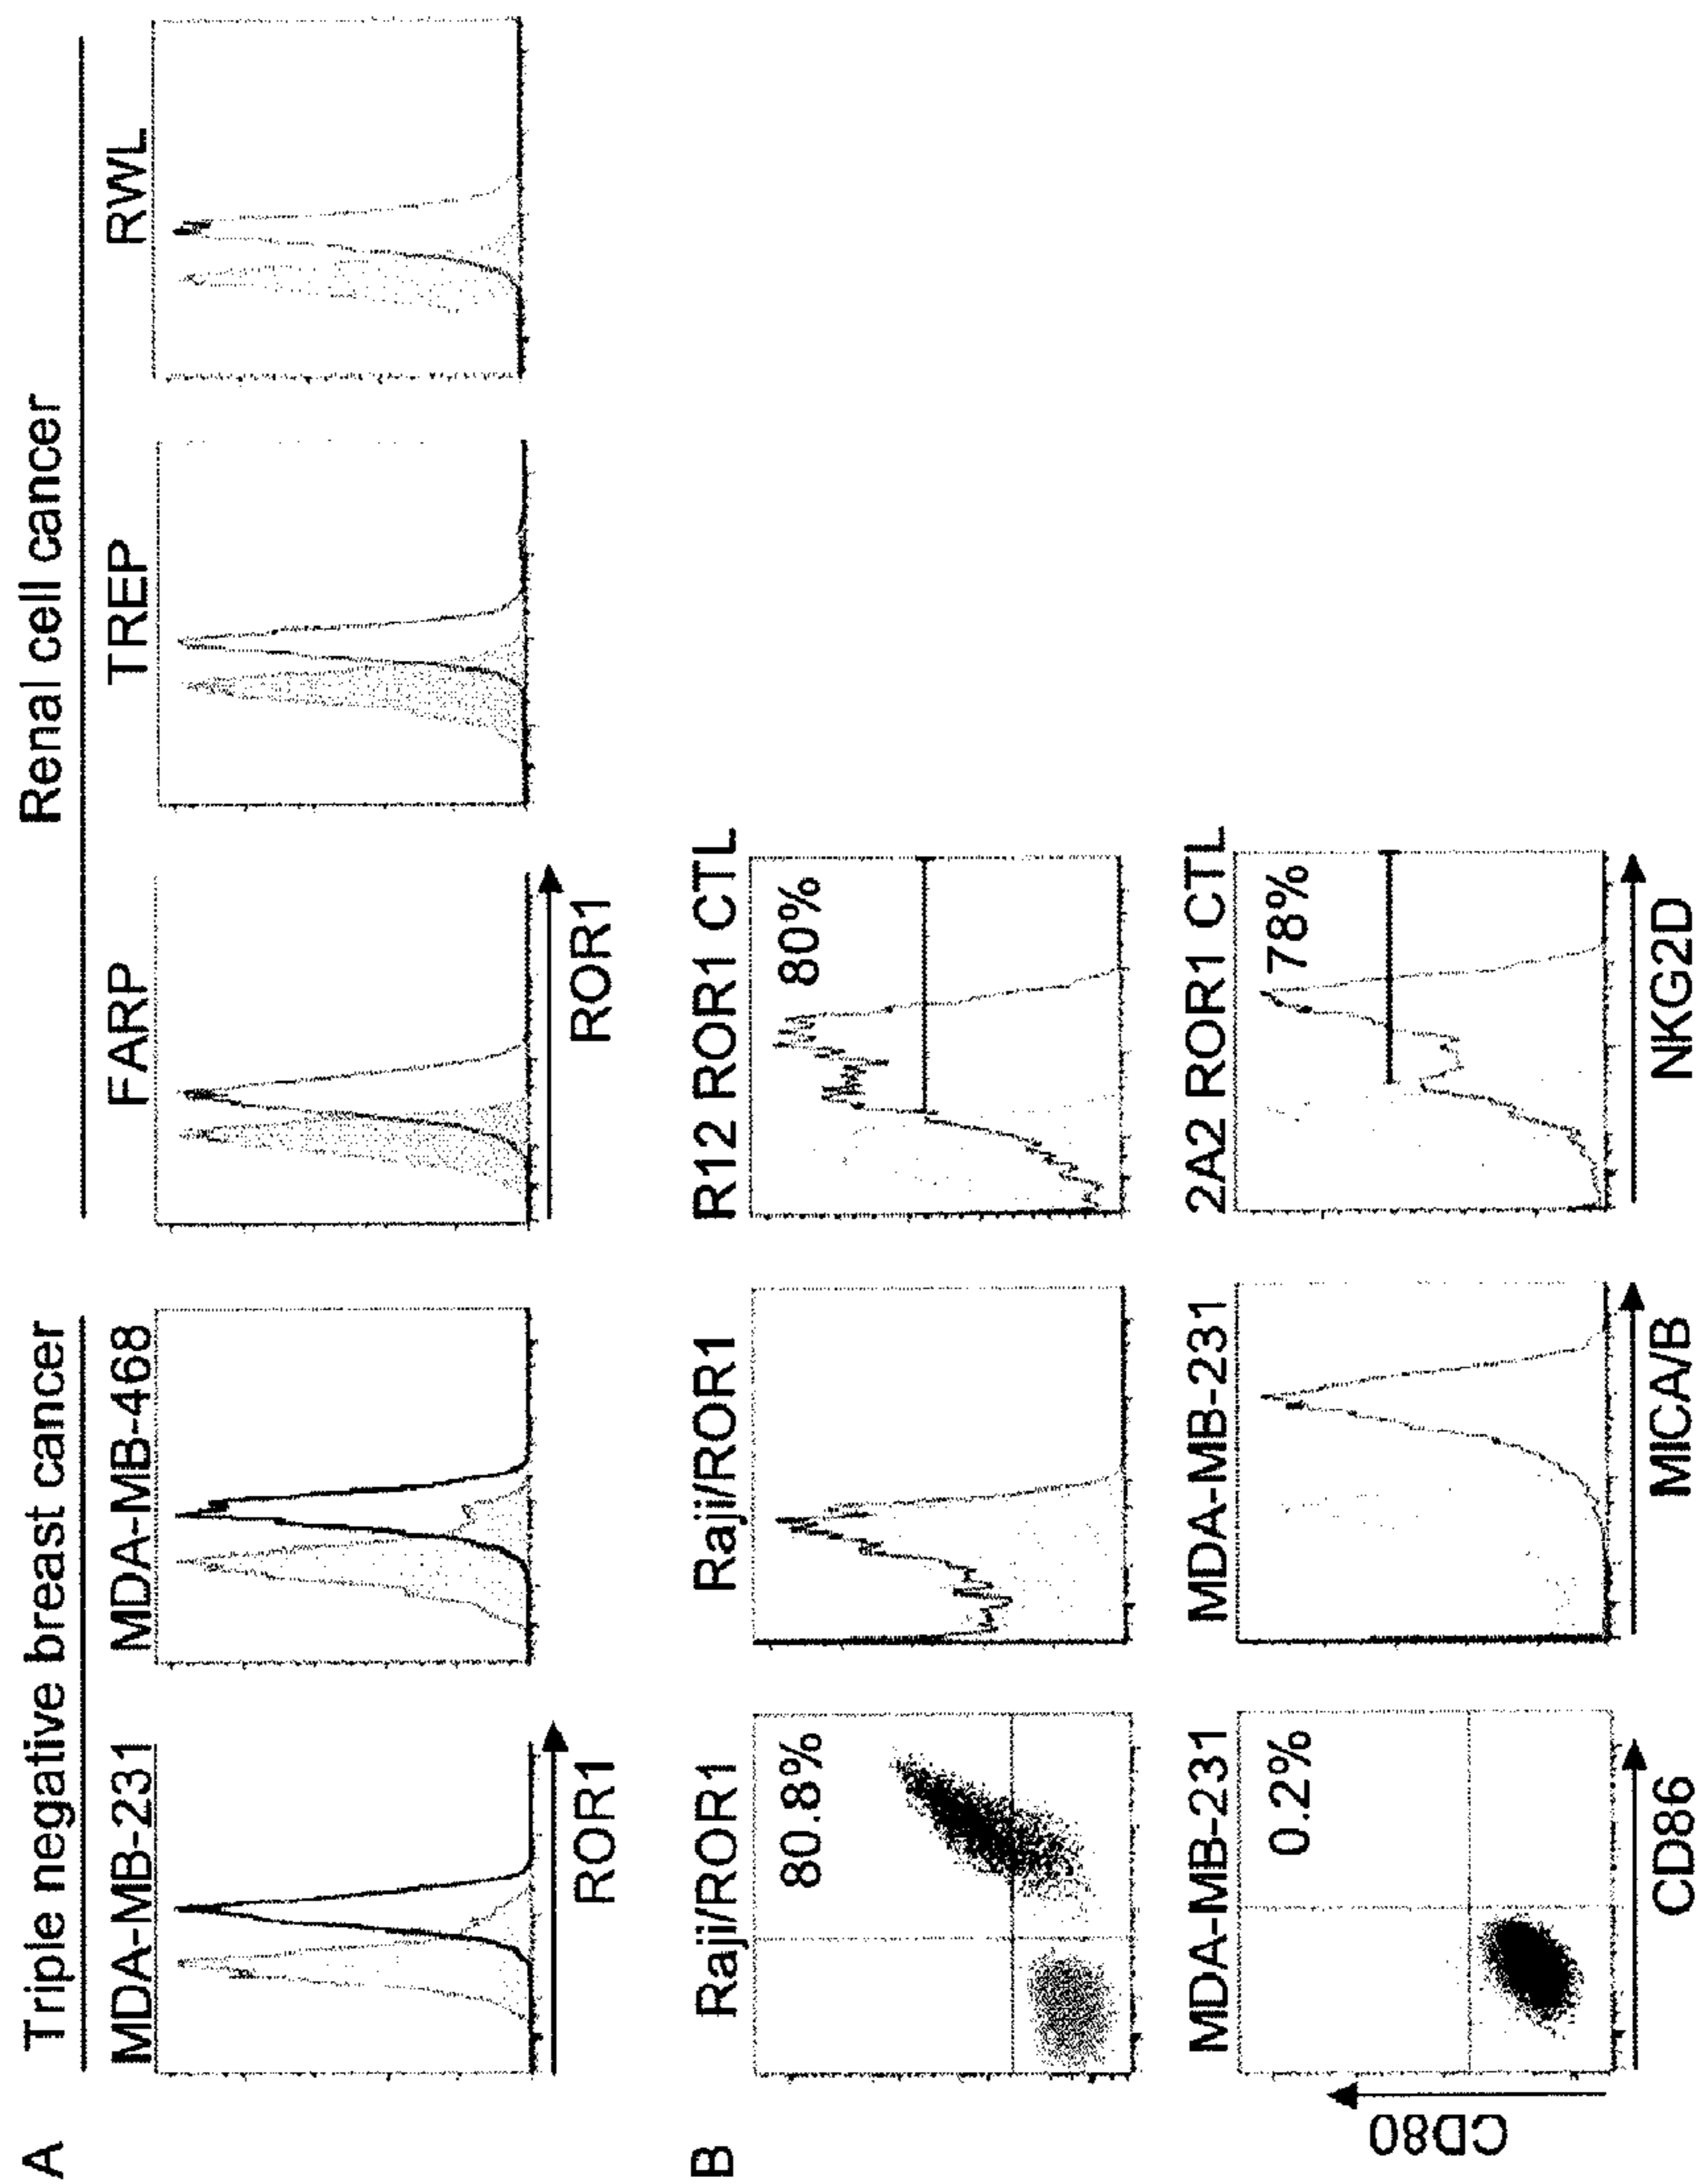 A
Triple negative breast cancer
Renal cell cancer
MDA-MB-231
MDA-MB-468
FARP
TREP
RWL
ROR1
ROR1
B
Raji/ROR1
Raji/ROR1
R12 ROR1 CTL
80.8%
80%
MDA-MB-231
MDA-MB-231
2A2 ROR1 CTL
0.2%
78%
CD80
CD86
MICA/B
NKG2D